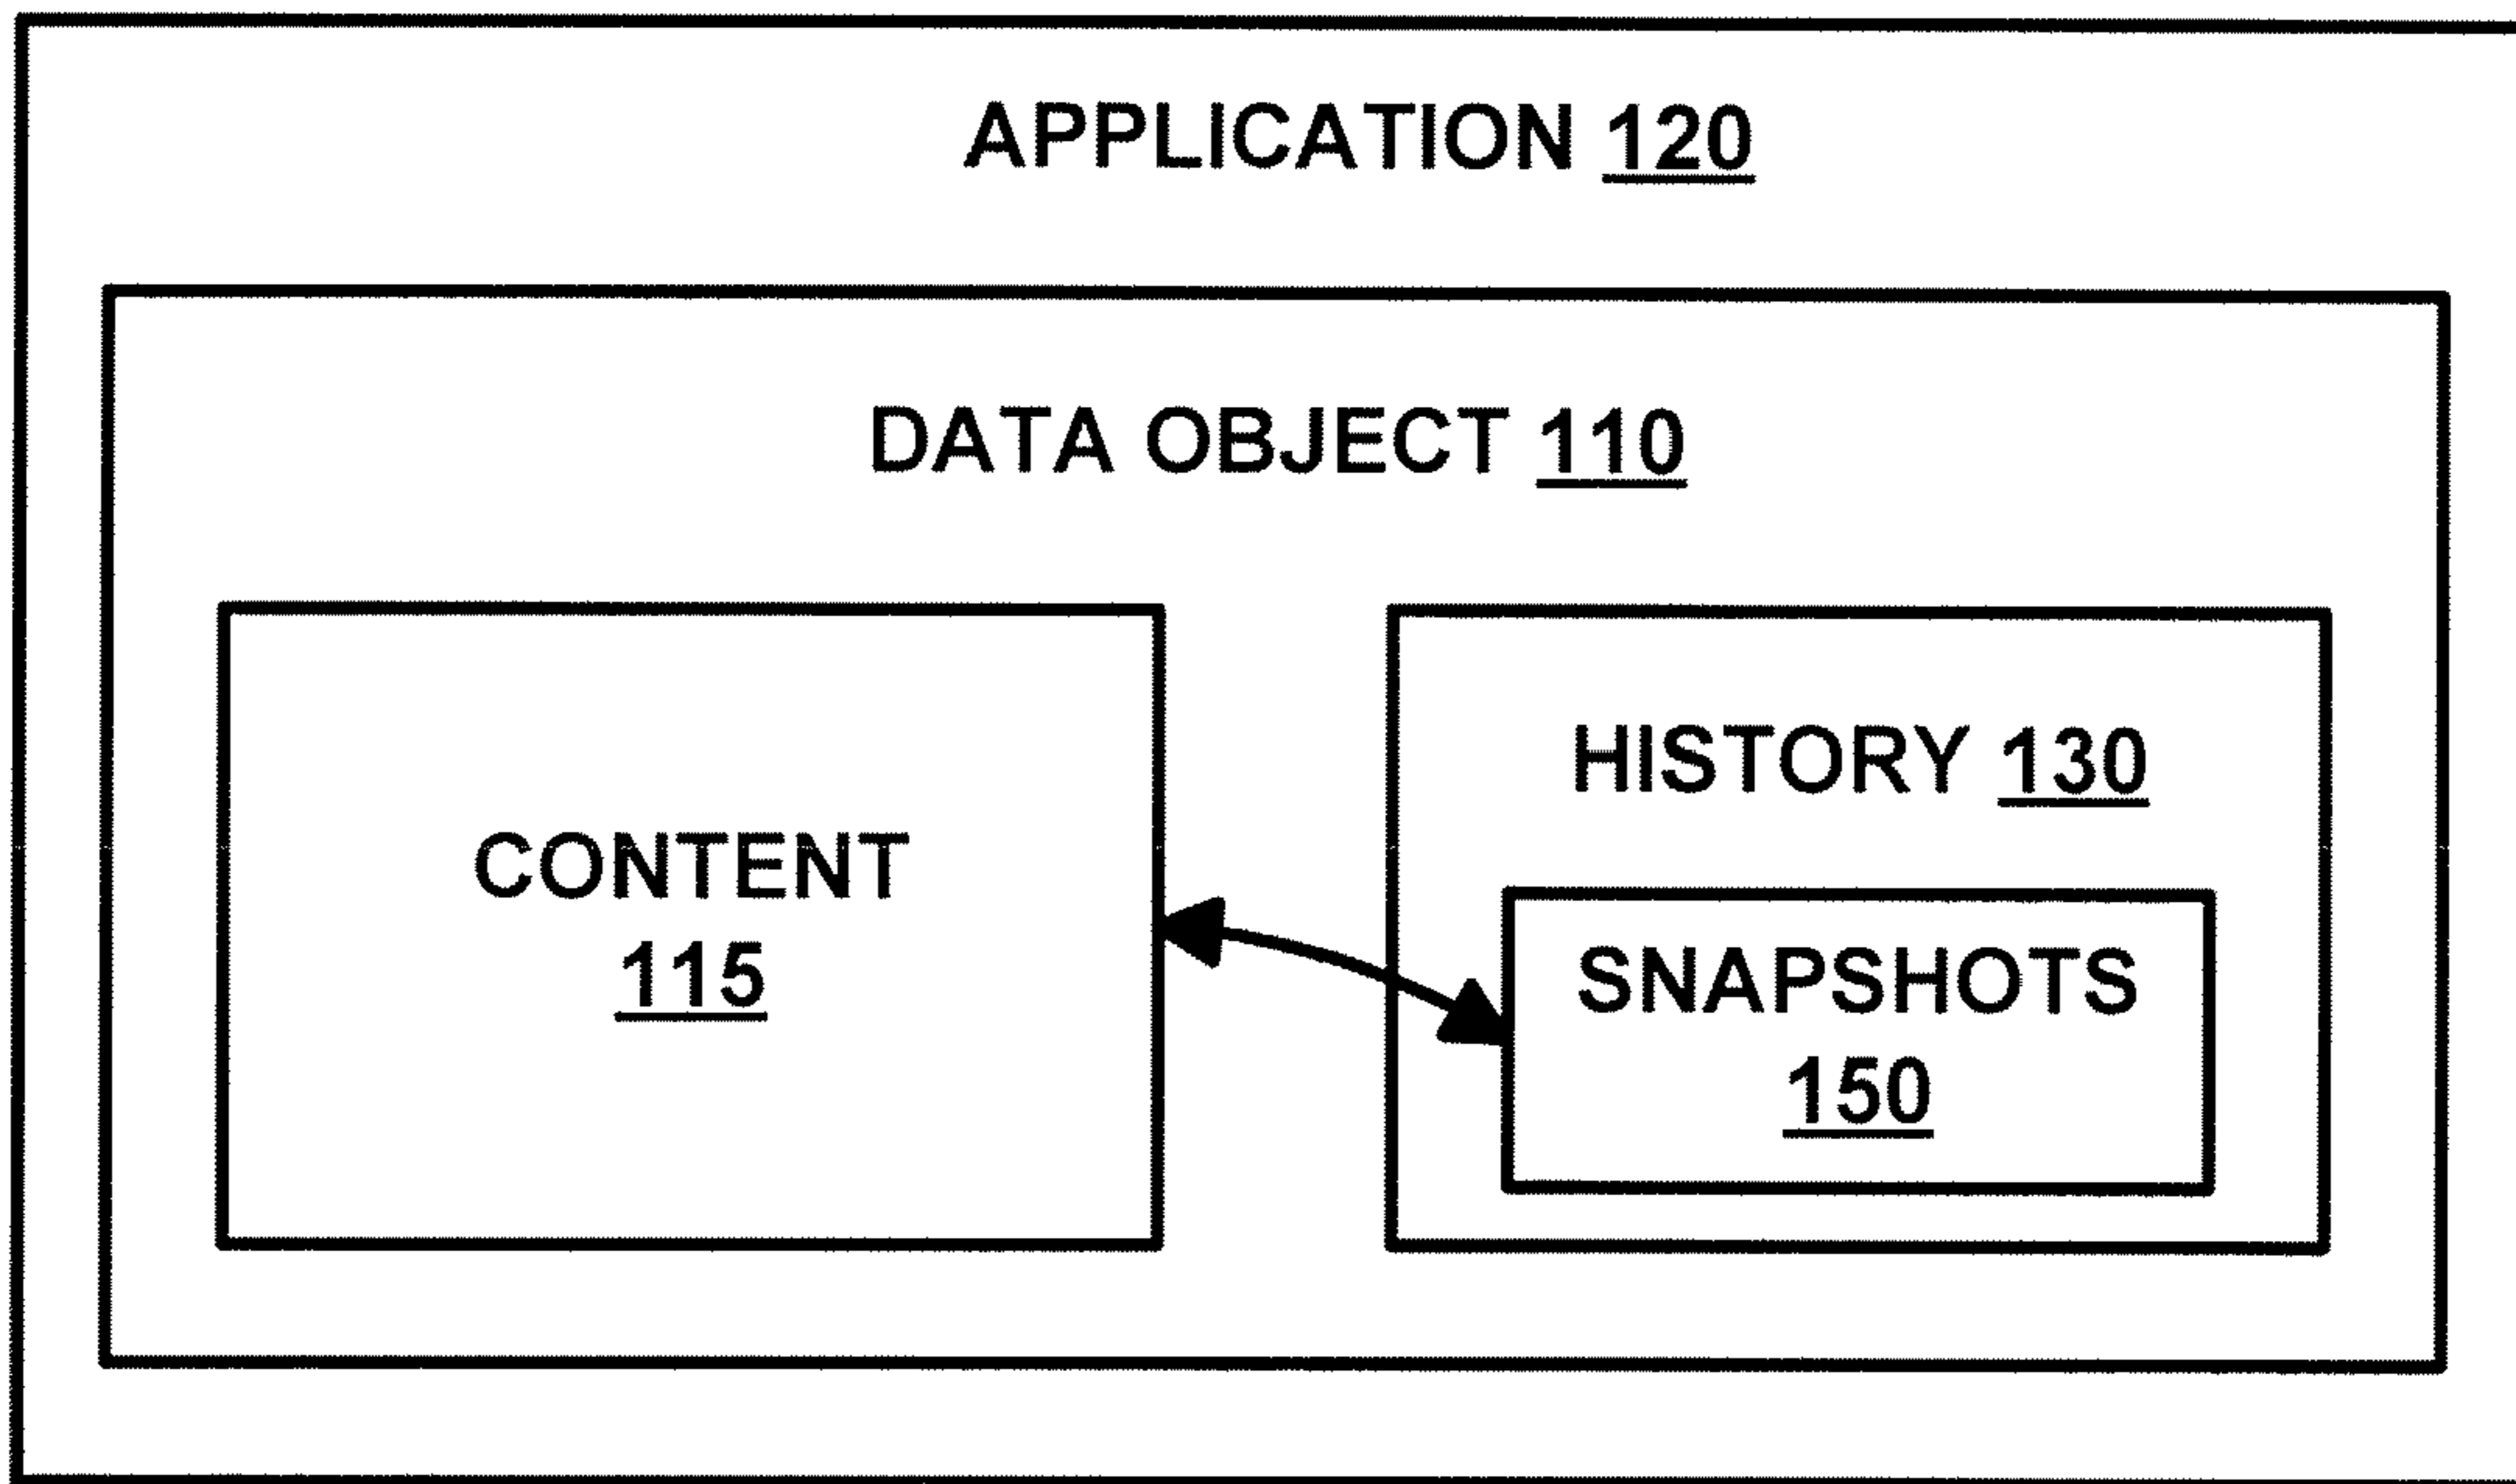 APPLICATION 120
DATA OBJECT 110
CONTENT
115
HISTORY 130
SNAPSHOTS
150